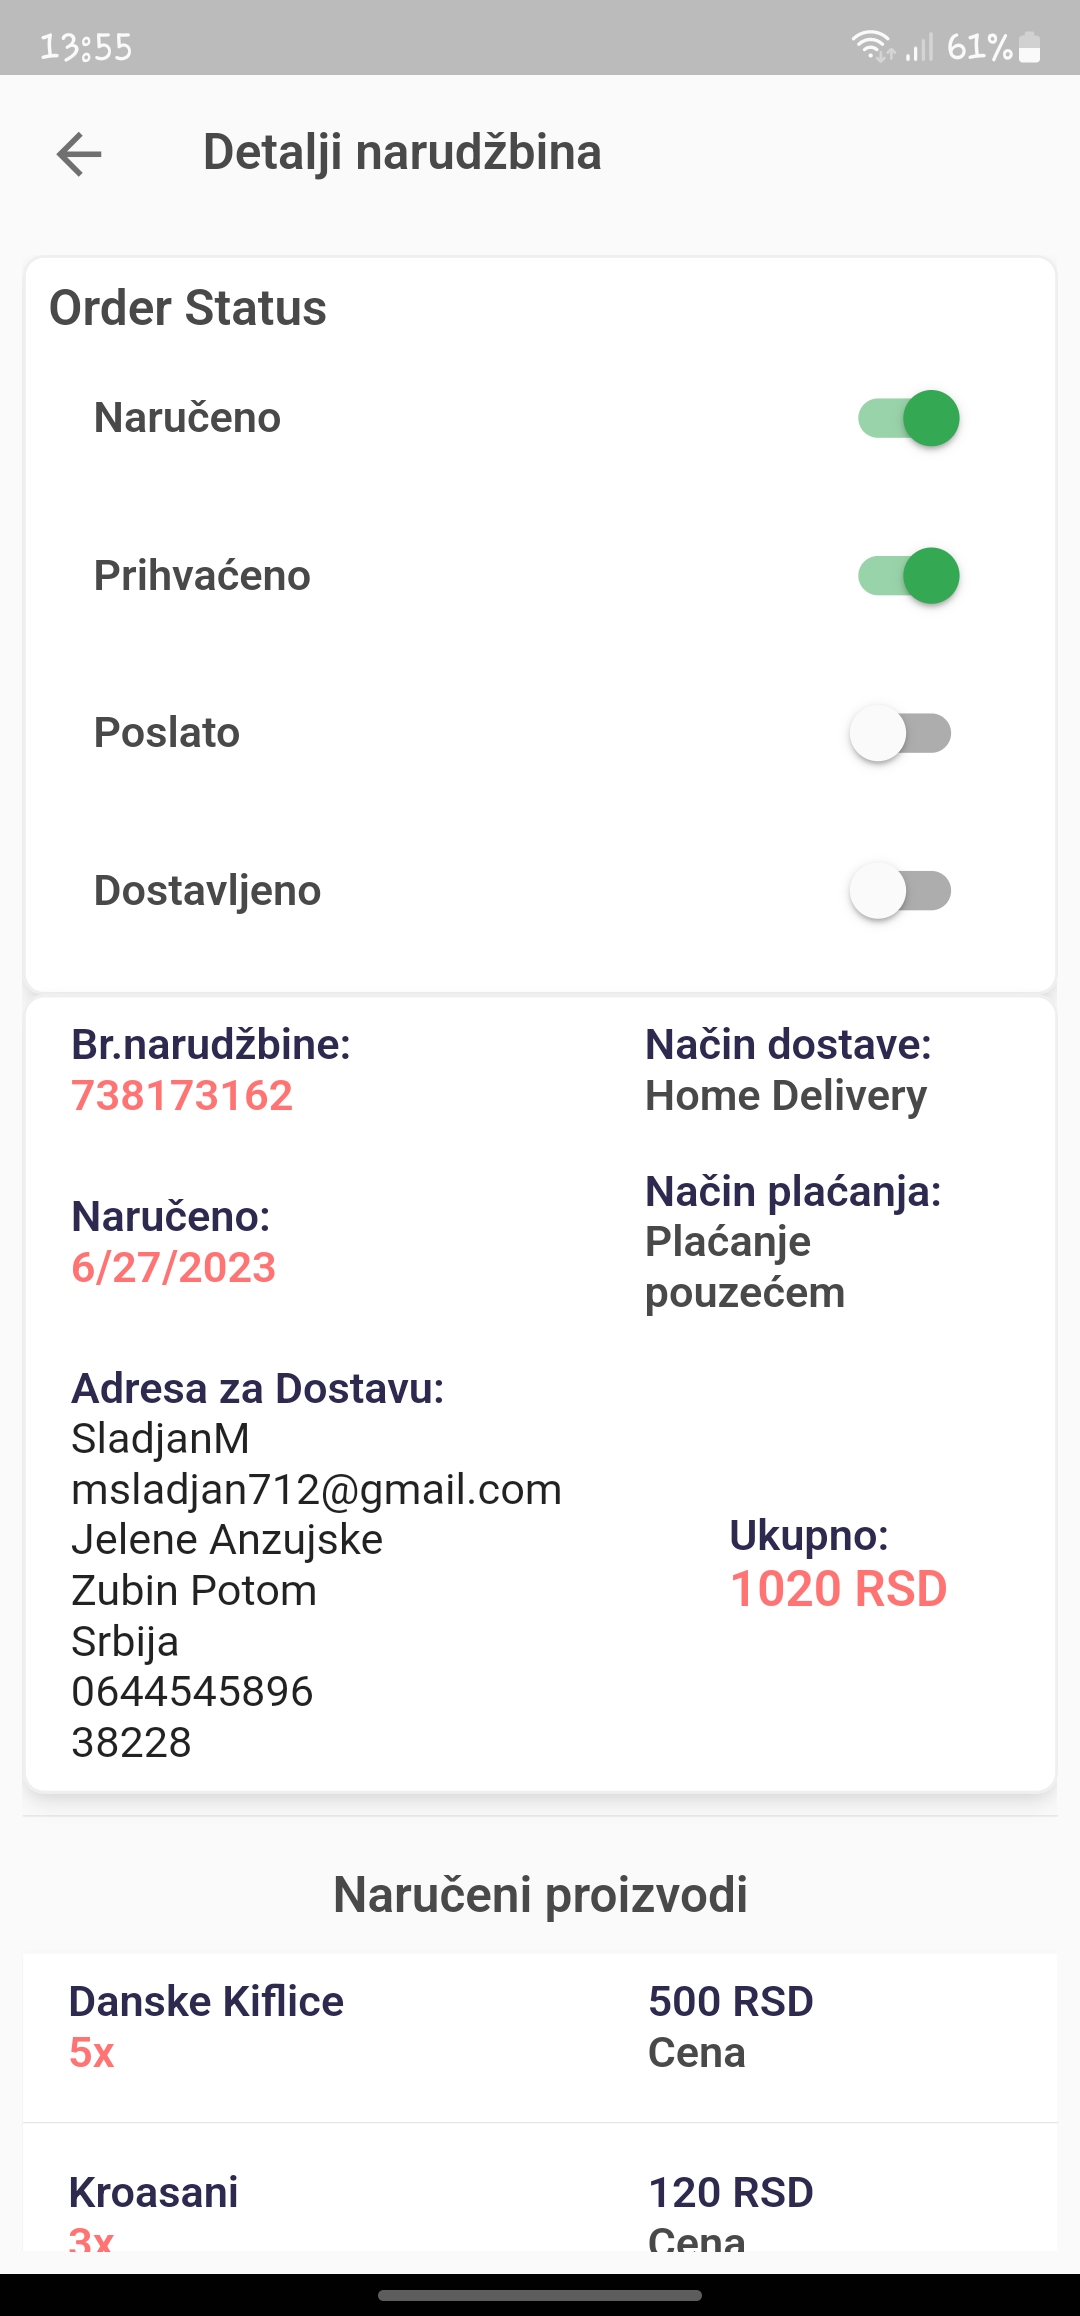 13:55
61%
Detalji narudžbina
Order Status
Naručeno
Prihvaćeno
Poslato
Dostavljeno
Br.narudžbine:
738173162
Način dostave:
Home Delivery
Naručeno:
6/27/2023
Način plaćanja:
Plaćanje
pouzećem
Adresa za Dostavu:
SladjanM
msladjan712@gmail.com
Jelene Anzujske
Zubin Potom
Srbija
0644545896
38228
Ukupno:
1020 RSD
Naručeni proizvodi
Danske Kiflice
5x
500 RSD
Cena
Kroasani
3x
120 RSD
Cena